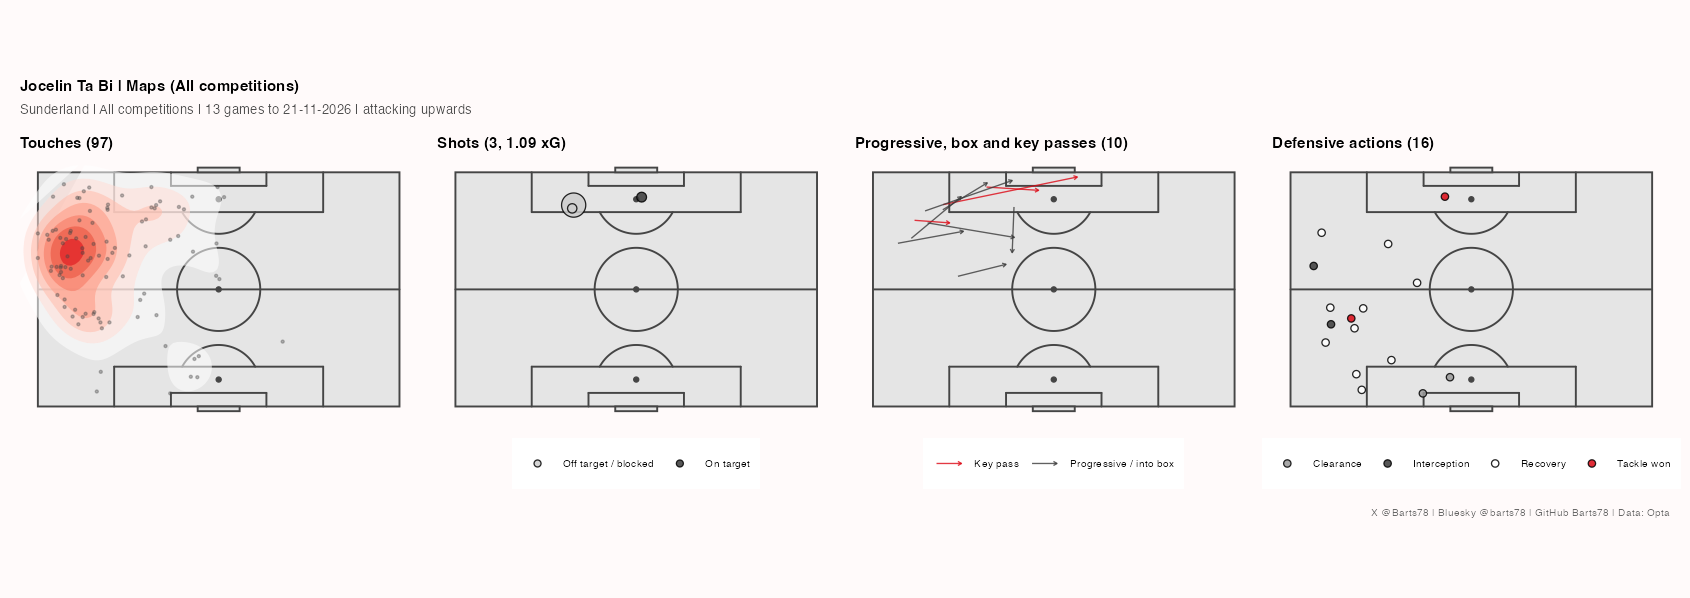 Jocelin Ta Bi | Maps (All competitions)
Sunderland | All competitions | 13 games to 21-11-2026 | attacking upwards
Touches (97)
Shots (3, 1.09 xG)
Progressive, box and key passes (10)
Defensive actions (16)
Off target / blocked
On target
Key pass
Progressive / into box
Clearance
Interception
Recovery
Tackle won
X @Barts78 | Bluesky @barts78 | GitHub Barts78 | Data: Opta